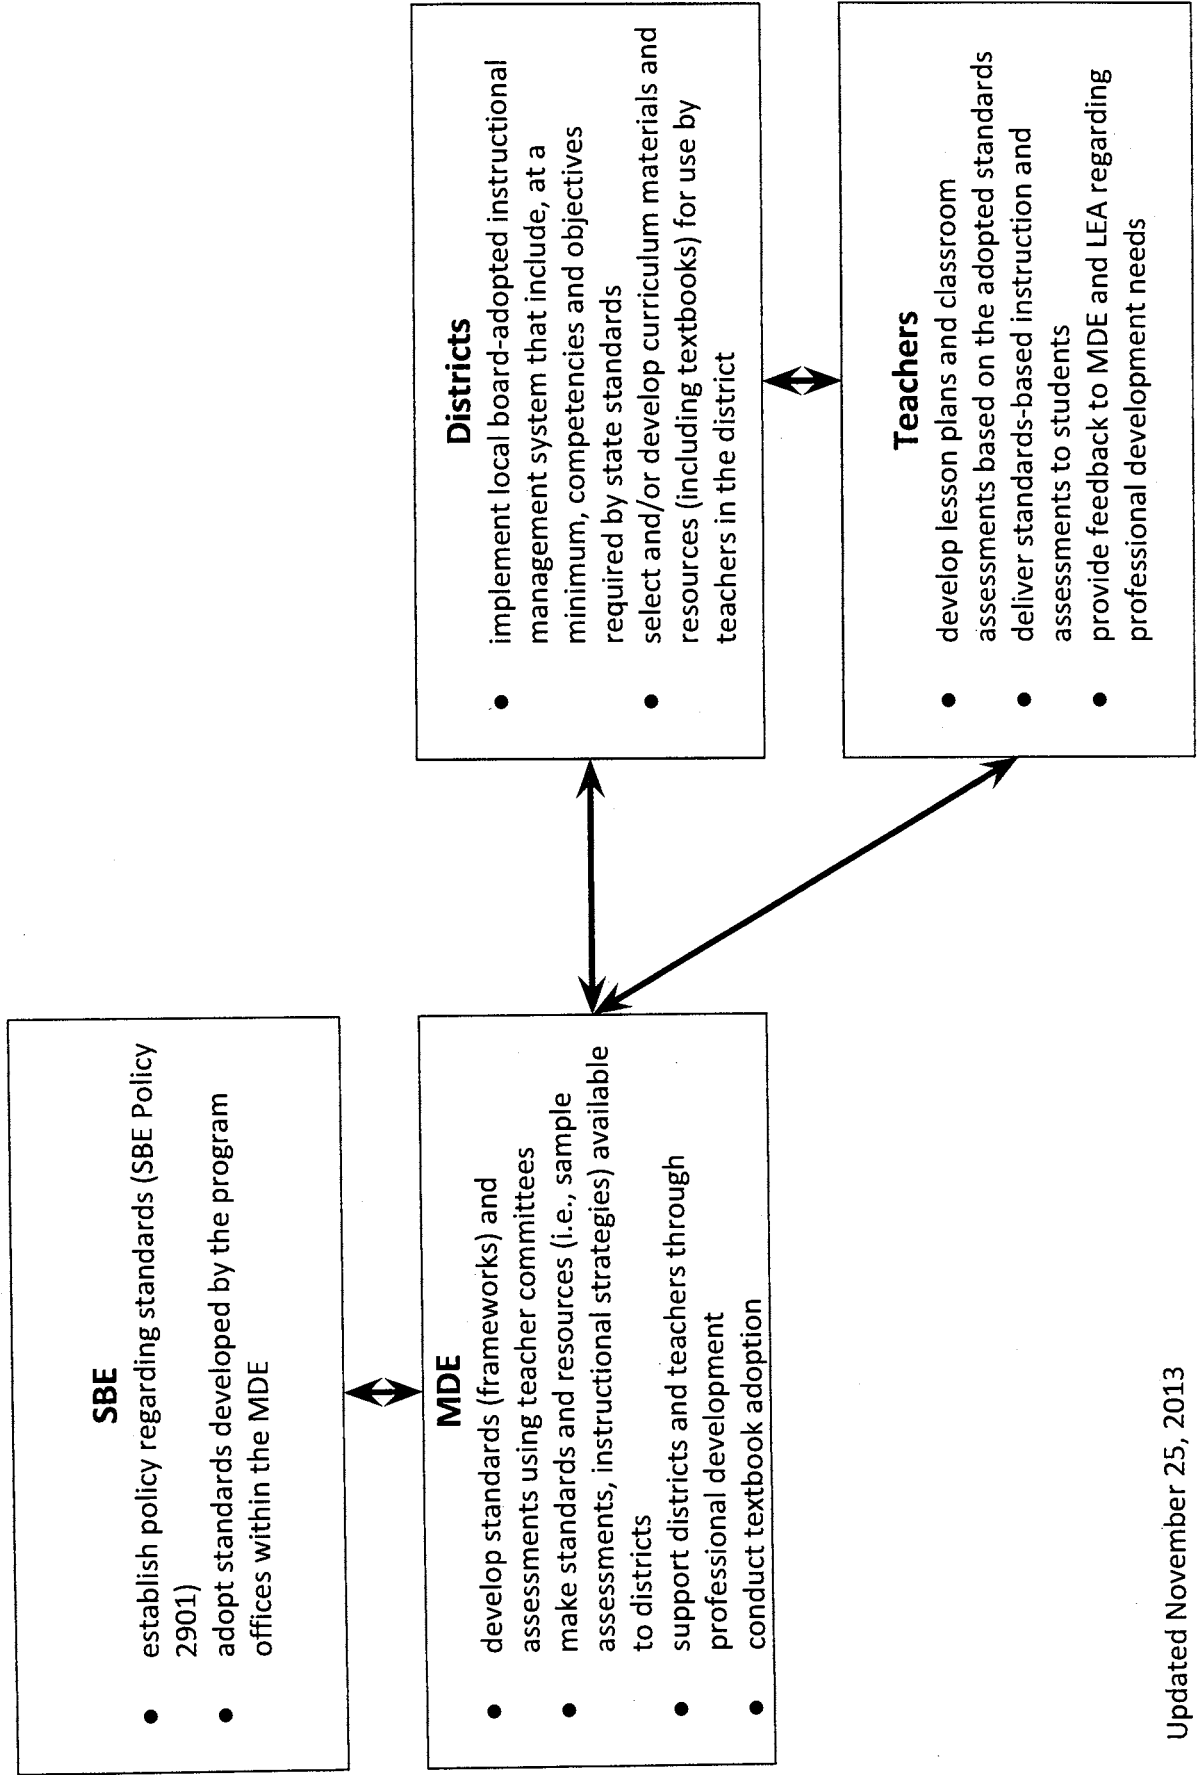 SBE
• establish policy regarding standards (SBE Policy
2901)
• adopt standards developed by the program
offices within the MDE
MDE
• develop standards (frameworks) and
assessments using teacher committees
• make standards and resources (i.e., sample
assessments, instructional strategies) available
to districts
• support districts and teachers through
professional development
• conduct textbook adoption
Districts
• implement local board-adopted instructional
management system that include, at a
minimum, competencies and objectives
required by state standards
• select and/or develop curriculum materials and
resources (including textbooks) for use by
teachers in the district
Teachers
• develop lesson plans and classroom
assessments based on the adopted standards
• deliver standards-based instruction and
assessments to students
• provide feedback to MDE and LEA regarding
professional development needs
Updated November 25, 2013